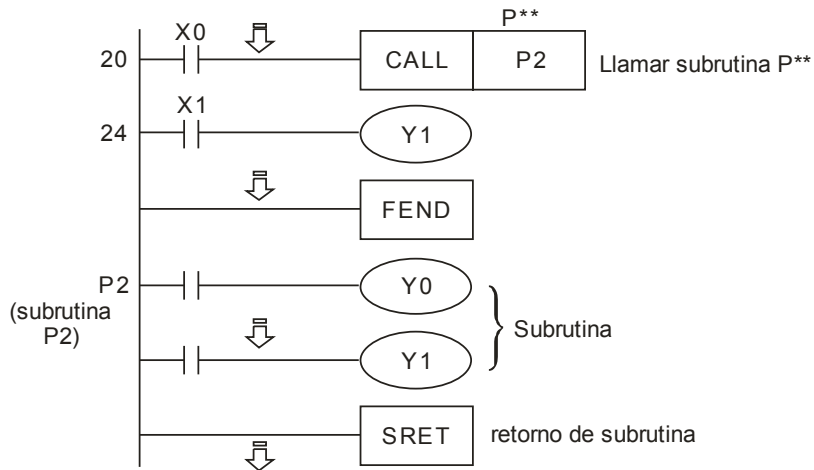 P**
X0
20 CALL P2 Llamar subrutina P**
X1
24 Y1
FEND
P2 Y0
(subrutina
P2)
Subrutina
Y1
SRET retorno de subrutina